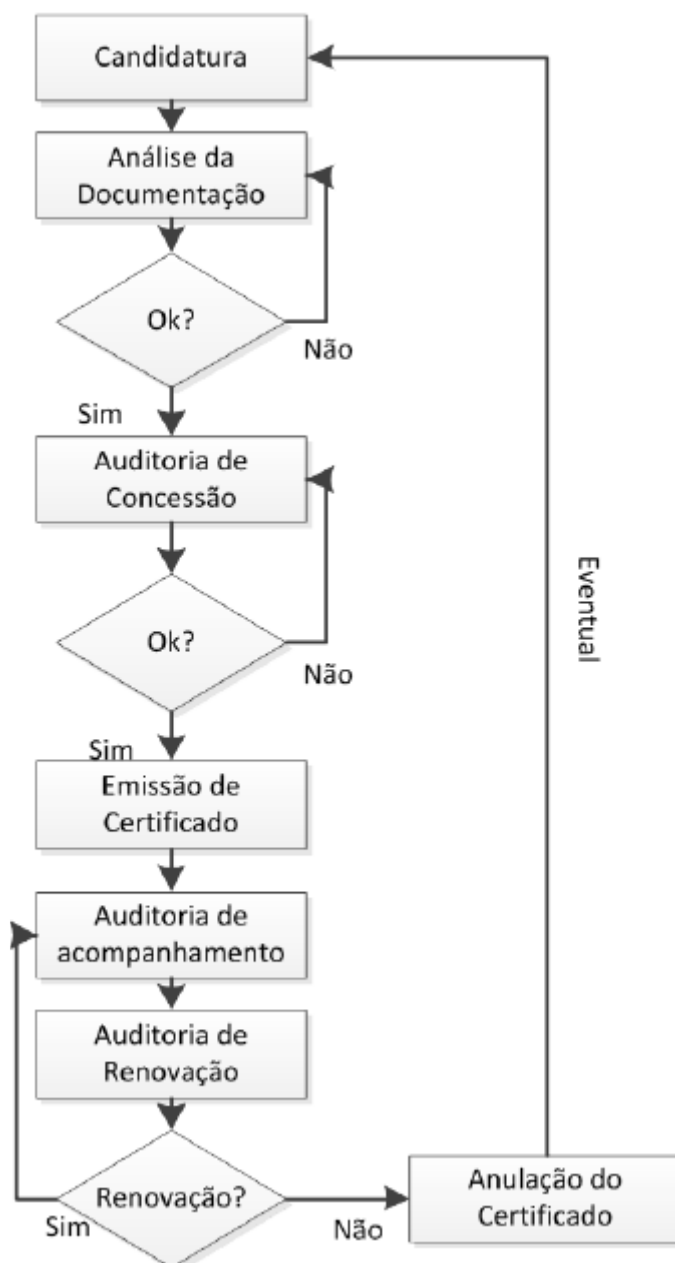 Candidatura
Análise da
Documentação
Ok?
Não
Sim
Auditoria de
Concessão
Ok?
Não
Sim
Emissão de
Certificado
Auditoria de
acompanhamento
Auditoria de
Renovação
Renovação?
Sim
Não
Anulação do
Certificado
Eventual